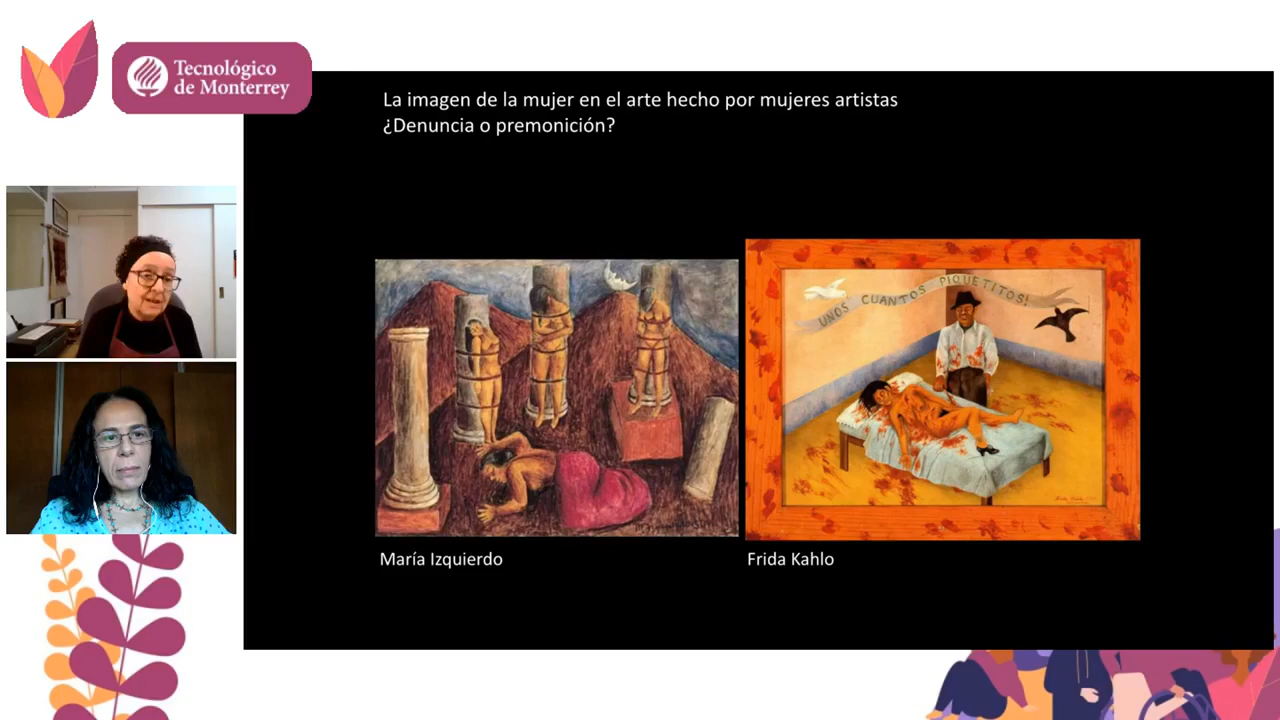 Tecnológico
de Monterrey
La imagen de la mujer en el arte hecho por mujeres artistas
¿Denuncia o premonición?
UNOS CUANTOS PIQUETITOS!
María Izquierdo
Frida Kahlo